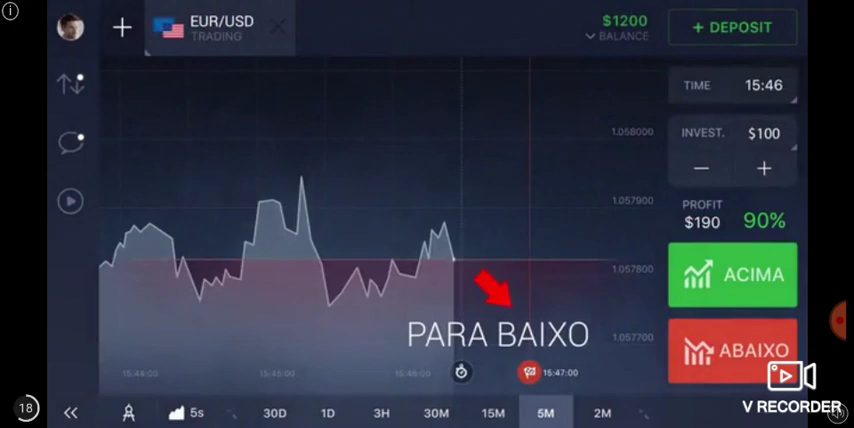 EUR/USD
TRADING
$1200
BALANCE
+ DEPOSIT
TIME 15:46
INVEST. $100
− +
PROFIT
$190 90%
ACIMA
ABAIXO
1.058000
1.057900
1.057800
1.057700
PARA BAIXO
15:44:00 15:45:00 15:46:00 15:47:00
5s 30D 1D 3H 30M 15M 5M 2M
18
V RECORDER